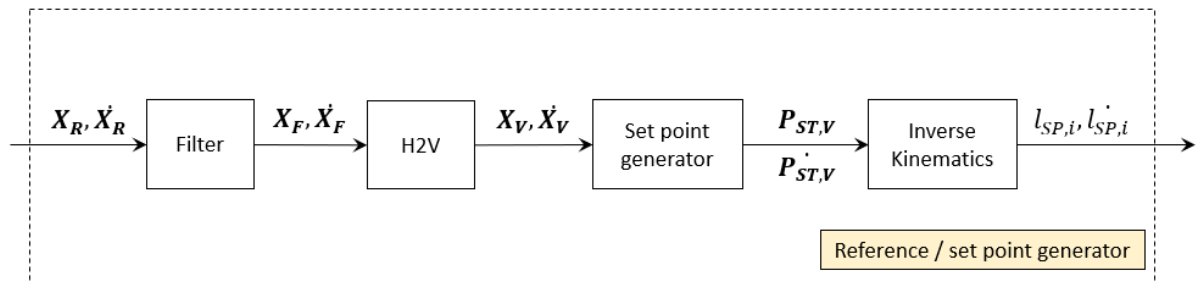 X_R, Ẋ_R
Filter
X_F, Ẋ_F
H2V
X_V, Ẋ_V
Set point
generator
P_ST,V
Ṗ_ST,V
Inverse
Kinematics
l_SP,i, l̇_SP,i
Reference / set point generator